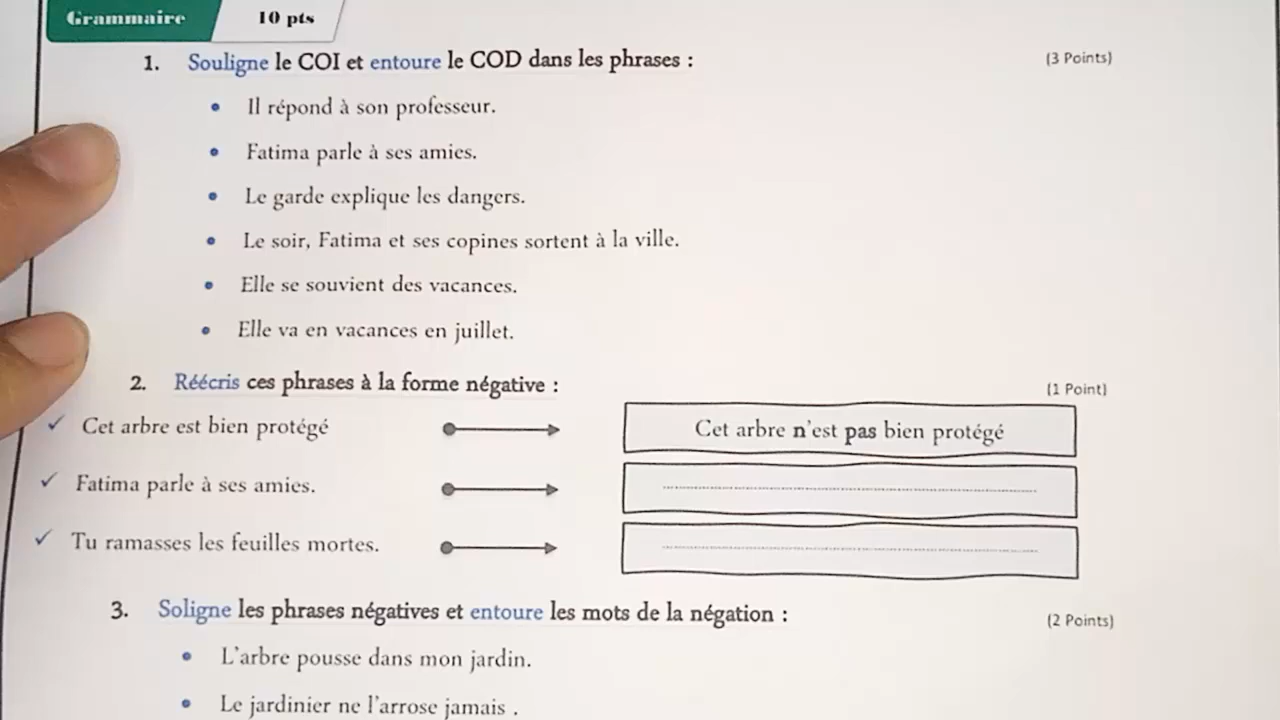 Grammaire 10 pts
1. Souligne le COI et entoure le COD dans les phrases : (3 Points)
• Il répond à son professeur.
• Fatima parle à ses amies.
• Le garde explique les dangers.
• Le soir, Fatima et ses copines sortent à la ville.
• Elle se souvient des vacances.
• Elle va en vacances en juillet.
2. Réécris ces phrases à la forme négative : (1 Point)
✓ Cet arbre est bien protégé Cet arbre n'est pas bien protégé
✓ Fatima parle à ses amies.
✓ Tu ramasses les feuilles mortes.
3. Soligne les phrases négatives et entoure les mots de la négation : (2 Points)
• L'arbre pousse dans mon jardin.
• Le jardinier ne l'arrose jamais .